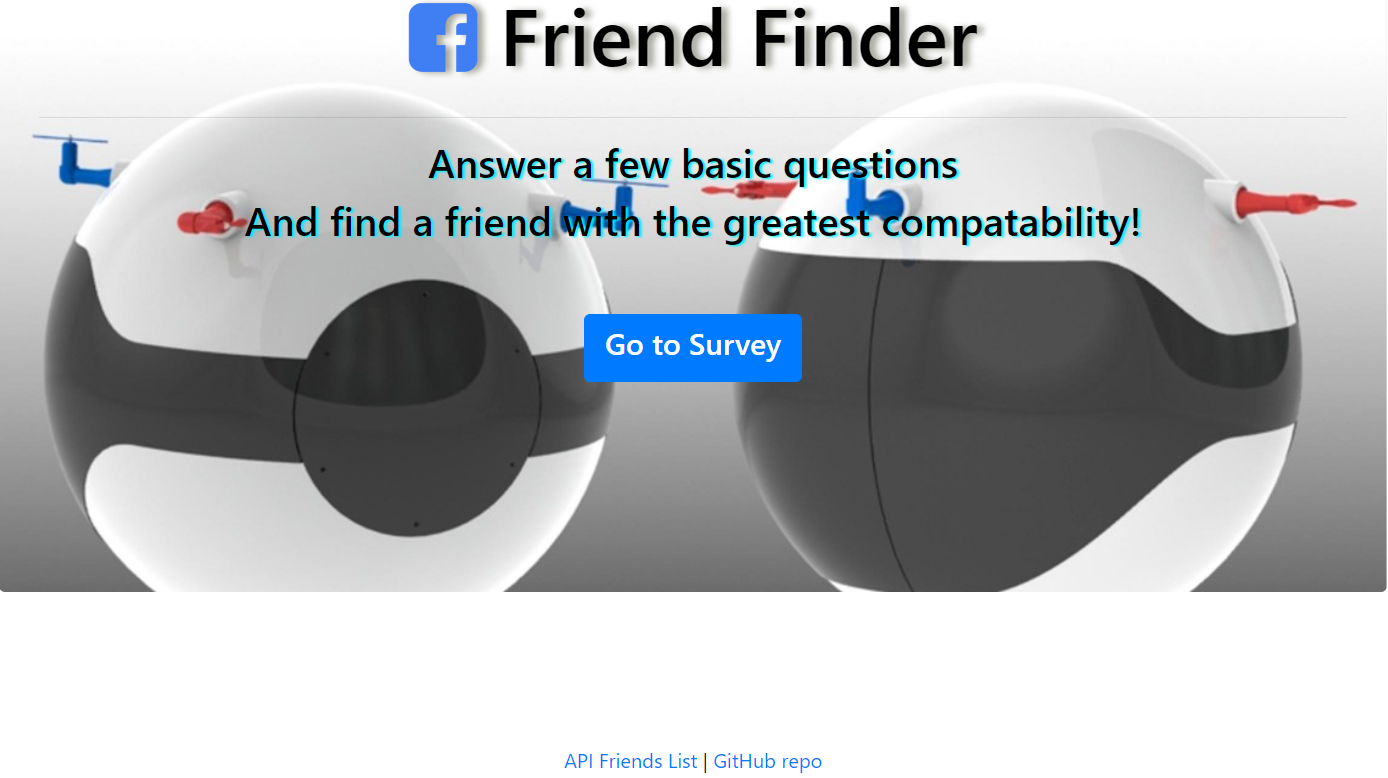 Friend Finder
Answer a few basic questions
And find a friend with the greatest compatability!
Go to Survey
API Friends List | GitHub repo